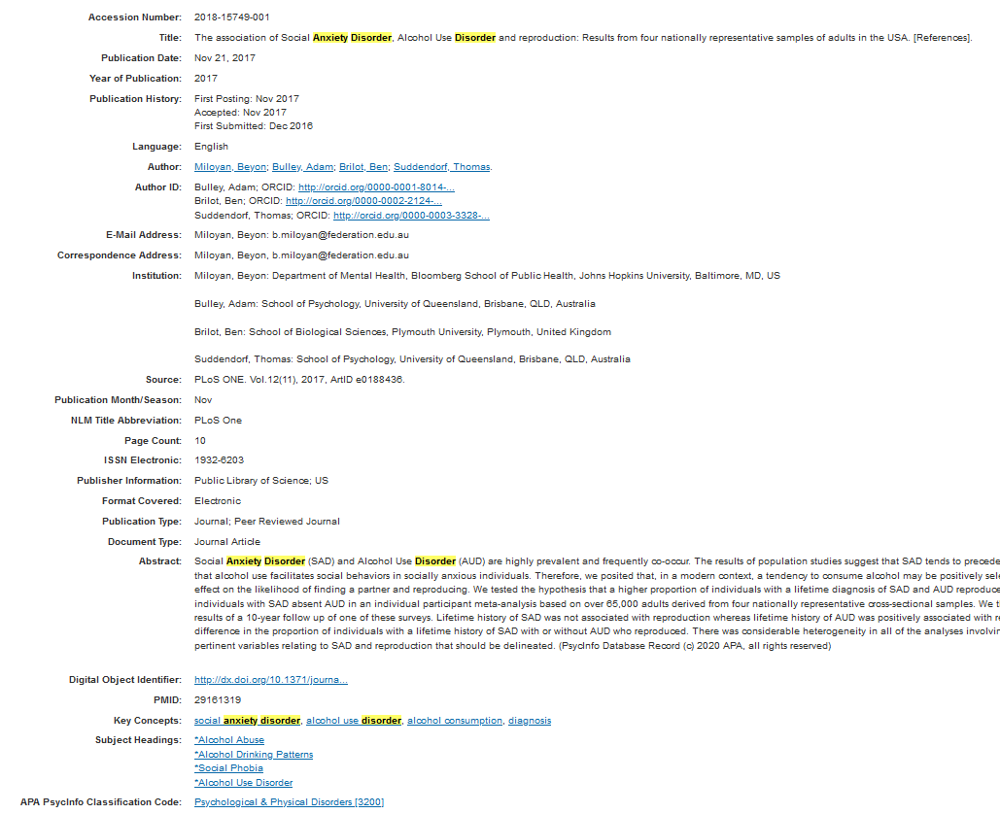 Accession Number: 2018-15749-001
Title: The association of Social Anxiety Disorder, Alcohol Use Disorder and reproduction: Results from four nationally representative samples of adults in the USA. [References].
Publication Date: Nov 21, 2017
Year of Publication: 2017
Publication History: First Posting: Nov 2017
Accepted: Nov 2017
First Submitted: Dec 2016
Language: English
Author: Miloyan, Beyon; Bulley, Adam; Brilot, Ben; Suddendorf, Thomas.
Author ID: Bulley, Adam; ORCID: http://orcid.org/0000-0001-8014-...
Brilot, Ben; ORCID: http://orcid.org/0000-0002-2124-...
Suddendorf, Thomas; ORCID: http://orcid.org/0000-0003-3328-...
E-Mail Address: Miloyan, Beyon: b.miloyan@federation.edu.au
Correspondence Address: Miloyan, Beyon, b.miloyan@federation.edu.au
Institution: Miloyan, Beyon: Department of Mental Health, Bloomberg School of Public Health, Johns Hopkins University, Baltimore, MD, US
Bulley, Adam: School of Psychology, University of Queensland, Brisbane, QLD, Australia
Brilot, Ben: School of Biological Sciences, Plymouth University, Plymouth, United Kingdom
Suddendorf, Thomas: School of Psychology, University of Queensland, Brisbane, QLD, Australia
Source: PLoS ONE. Vol.12(11), 2017, ArtID e0188436.
Publication Month/Season: Nov
NLM Title Abbreviation: PLoS One
Page Count: 10
ISSN Electronic: 1932-6203
Publisher Information: Public Library of Science; US
Format Covered: Electronic
Publication Type: Journal; Peer Reviewed Journal
Document Type: Journal Article
Abstract: Social Anxiety Disorder (SAD) and Alcohol Use Disorder (AUD) are highly prevalent and frequently co-occur. The results of population studies suggest that SAD tends to precede
that alcohol use facilitates social behaviors in socially anxious individuals. Therefore, we posited that, in a modern context, a tendency to consume alcohol may be positively sele
effect on the likelihood of finding a partner and reproducing. We tested the hypothesis that a higher proportion of individuals with a lifetime diagnosis of SAD and AUD reproduce
individuals with SAD absent AUD in an individual participant meta-analysis based on over 65,000 adults derived from four nationally representative cross-sectional samples. We t
results of a 10-year follow up of one of these surveys. Lifetime history of SAD was not associated with reproduction whereas lifetime history of AUD was positively associated with r
difference in the proportion of individuals with a lifetime history of SAD with or without AUD who reproduced. There was considerable heterogeneity in all of the analyses involvin
pertinent variables relating to SAD and reproduction that should be delineated. (PsycInfo Database Record (c) 2020 APA, all rights reserved)
Digital Object Identifier: http://dx.doi.org/10.1371/journa...
PMID: 29161319
Key Concepts: social anxiety disorder, alcohol use disorder, alcohol consumption, diagnosis
Subject Headings: *Alcohol Abuse
*Alcohol Drinking Patterns
*Social Phobia
*Alcohol Use Disorder
APA PsycInfo Classification Code: Psychological & Physical Disorders [3200]